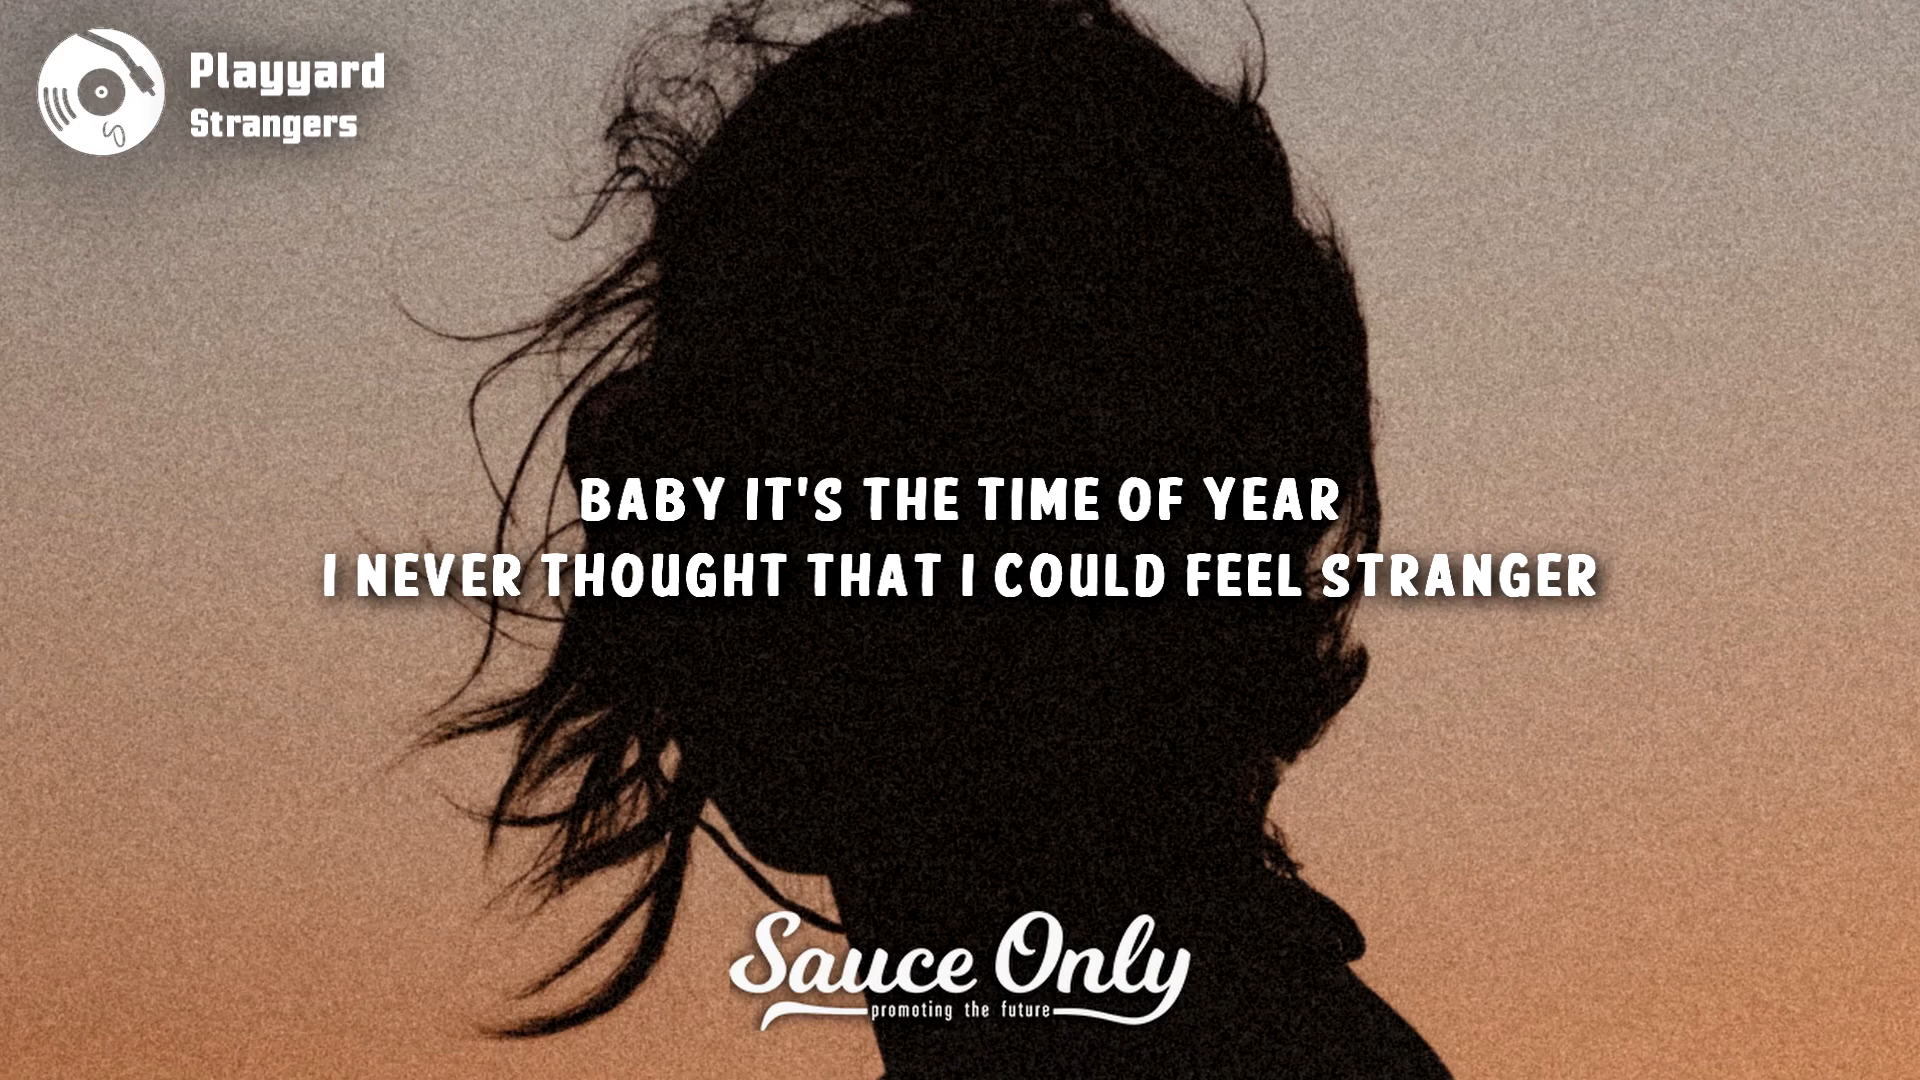 Playyard
Strangers
BABY IT'S THE TIME OF YEAR
I NEVER THOUGHT THAT I COULD FEEL STRANGER
Sauce Only
promoting the future